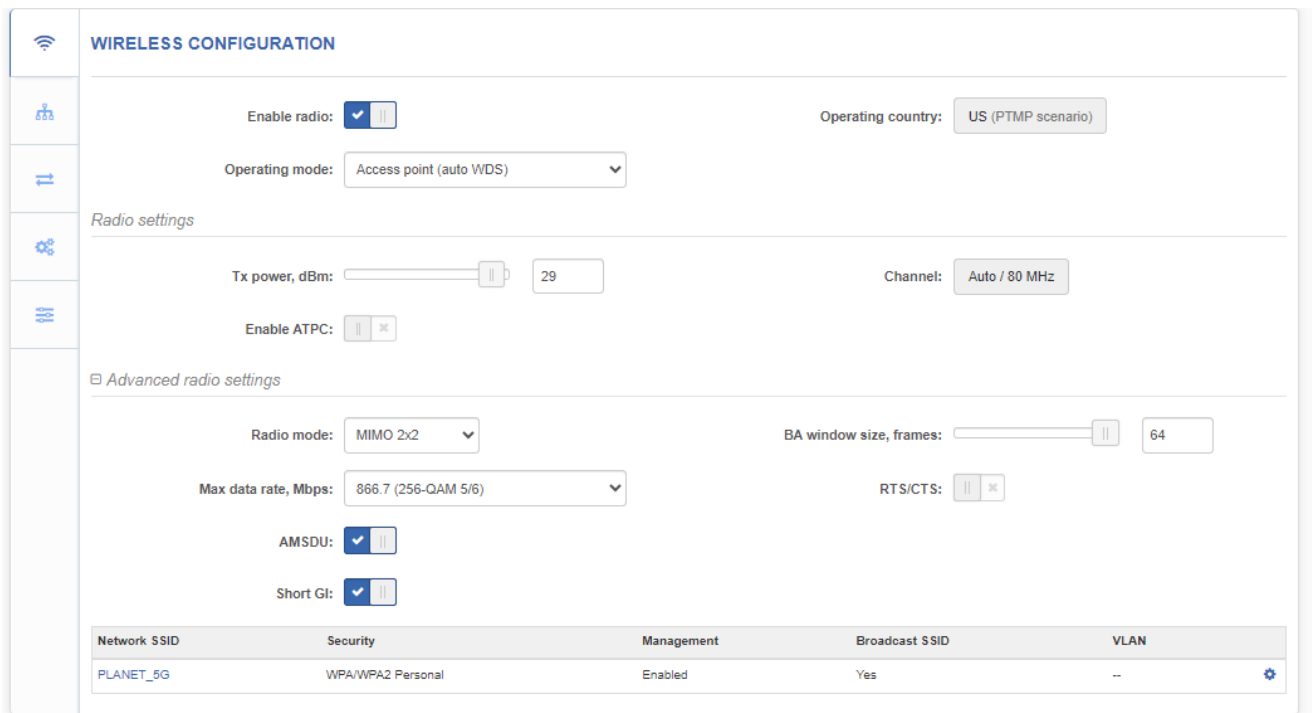 WIRELESS CONFIGURATION
Enable radio: Operating country: US (PTMP scenario)
Operating mode: Access point (auto WDS)
Radio settings
Tx power, dBm: 29 Channel: Auto / 80 MHz
Enable ATPC:
Advanced radio settings
Radio mode: MIMO 2x2 BA window size, frames: 64
Max data rate, Mbps: 866.7 (256-QAM 5/6) RTS/CTS:
AMSDU:
Short GI:
Network SSID Security Management Broadcast SSID VLAN
PLANET_5G WPA/WPA2 Personal Enabled Yes --